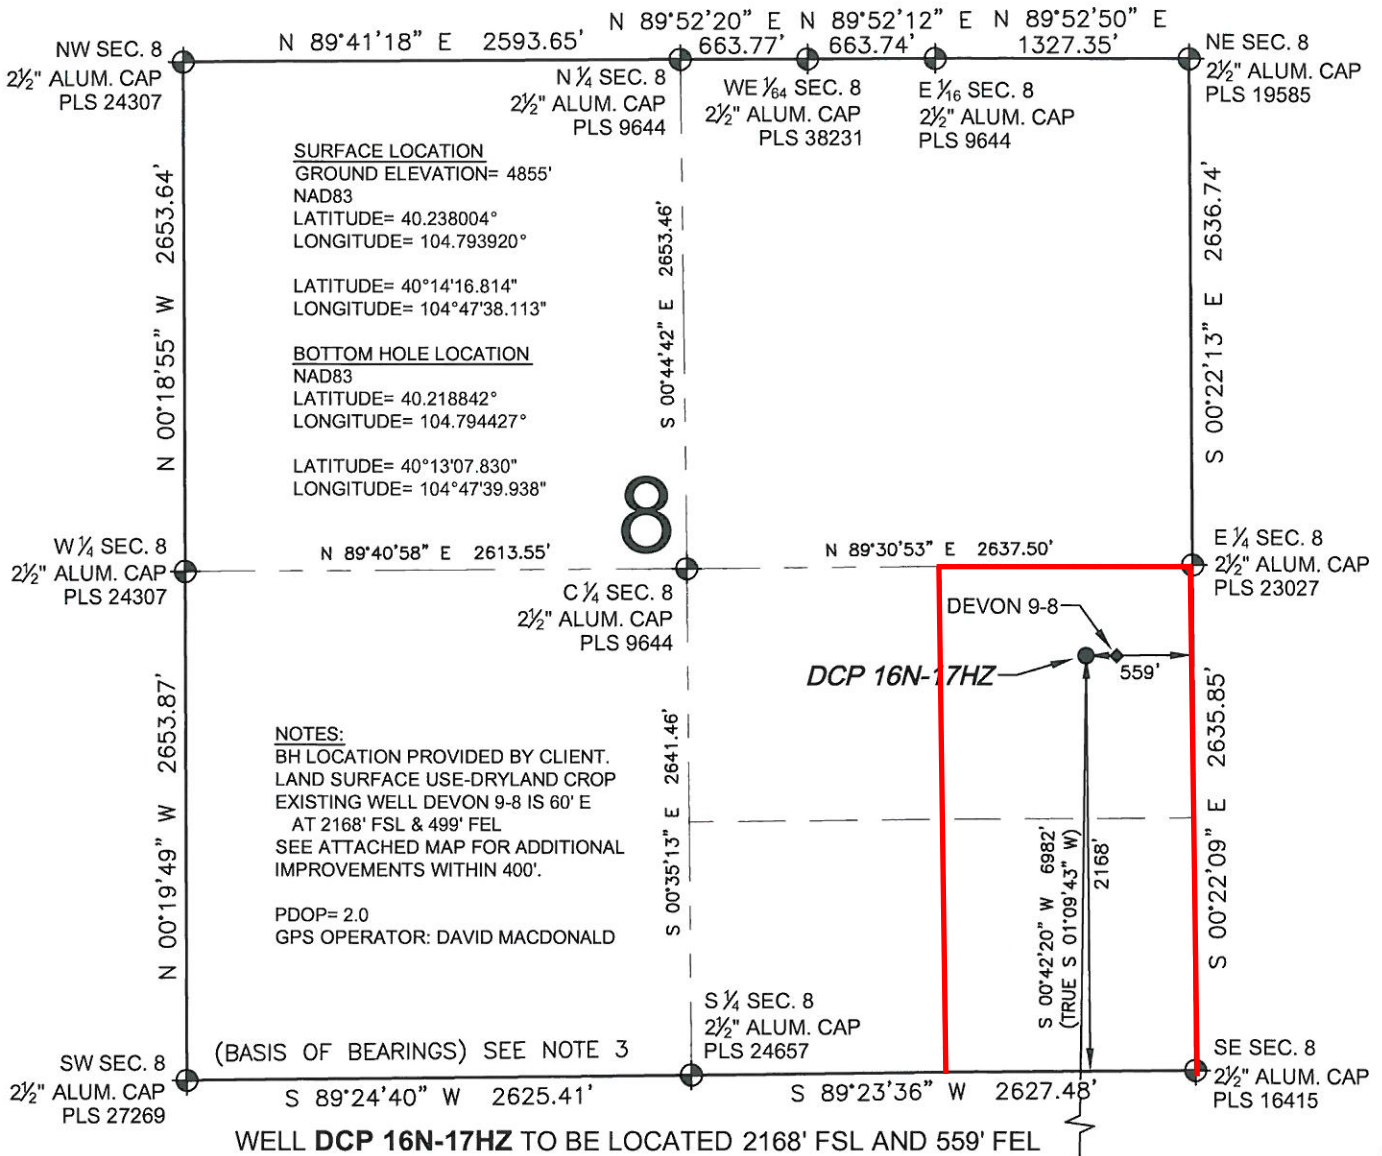 N 89°41'18" E 2593.65'
N 89°52'20" E
663.77'
N 89°52'12" E
663.74'
N 89°52'50" E
1327.35'
NW SEC. 8
2½" ALUM. CAP
PLS 24307
N ¼ SEC. 8
2½" ALUM. CAP
PLS 9644
WE 1/64 SEC. 8
2½" ALUM. CAP
PLS 38231
E 1/16 SEC. 8
2½" ALUM. CAP
PLS 9644
NE SEC. 8
2½" ALUM. CAP
PLS 19585
SURFACE LOCATION
GROUND ELEVATION= 4855'
NAD83
LATITUDE= 40.238004°
LONGITUDE= 104.793920°
LATITUDE= 40°14'16.814"
LONGITUDE= 104°47'38.113"
BOTTOM HOLE LOCATION
NAD83
LATITUDE= 40.218842°
LONGITUDE= 104.794427°
LATITUDE= 40°13'07.830"
LONGITUDE= 104°47'39.938"
N 00°18'55" W 2653.64'
S 00°44'42" E 2653.46'
S 00°22'13" E 2636.74'
8
W ¼ SEC. 8
2½" ALUM. CAP
PLS 24307
N 89°40'58" E 2613.55'
C ¼ SEC. 8
2½" ALUM. CAP
PLS 9644
N 89°30'53" E 2637.50'
E ¼ SEC. 8
2½" ALUM. CAP
PLS 23027
DEVON 9-8
DCP 16N-17HZ
559'
NOTES:
BH LOCATION PROVIDED BY CLIENT.
LAND SURFACE USE-DRYLAND CROP
EXISTING WELL DEVON 9-8 IS 60' E
AT 2168' FSL & 499' FEL
SEE ATTACHED MAP FOR ADDITIONAL
IMPROVEMENTS WITHIN 400'.
PDOP= 2.0
GPS OPERATOR: DAVID MACDONALD
N 00°19'49" W 2653.87'
S 00°35'13" E 2641.46'
S 00°42'20" W 6982'
(TRUE S 01°09'43" W)
2168'
S 00°22'09" E 2635.85'
SW SEC. 8
2½" ALUM. CAP
PLS 27269
(BASIS OF BEARINGS) SEE NOTE 3
S 89°24'40" W 2625.41'
S ¼ SEC. 8
2½" ALUM. CAP
PLS 24657
S 89°23'36" W 2627.48'
SE SEC. 8
2½" ALUM. CAP
PLS 16415
WELL DCP 16N-17HZ TO BE LOCATED 2168' FSL AND 559' FEL